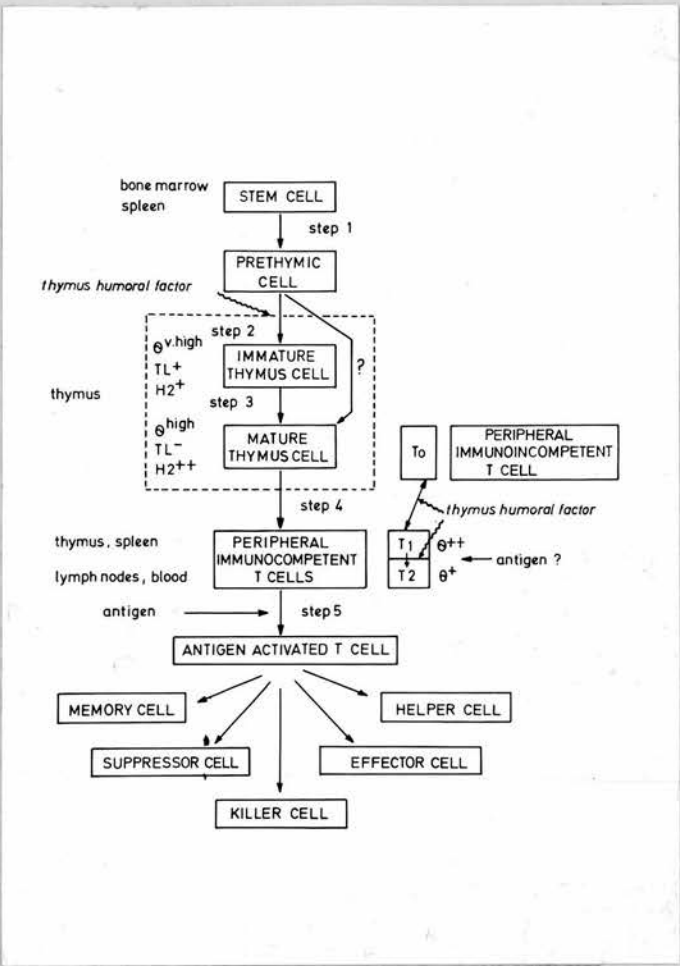 bone marrow
spleen
STEM CELL
step 1
PRETHYMIC
CELL
thymus humoral factor
step 2
θv.high
TL+
H2+
IMMATURE
THYMUS CELL
?
thymus
step 3
θhigh
TL-
H2++
MATURE
THYMUS CELL
To
PERIPHERAL
IMMUNOINCOMPETENT
T CELL
step 4
thymus humoral factor
thymus, spleen
lymph nodes, blood
PERIPHERAL
IMMUNOCOMPETENT
T CELLS
T1 θ++
T2 θ+
antigen ?
antigen
step 5
ANTIGEN ACTIVATED T CELL
MEMORY CELL
HELPER CELL
SUPPRESSOR CELL
EFFECTOR CELL
KILLER CELL